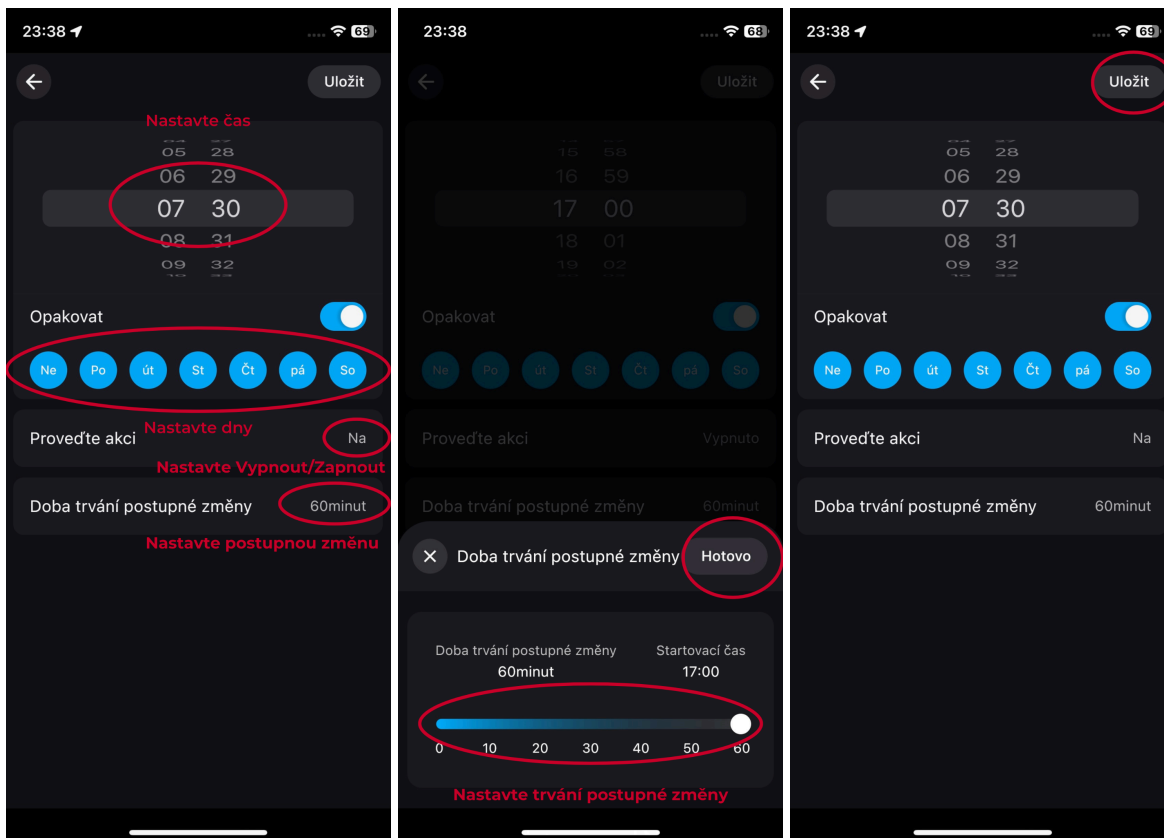 23:38
69
Uložit
Nastavte čas
05 28
06 29
07 30
08 31
09 32
Opakovat
Ne Po út St Čt pá So
Nastavte dny
Proveďte akci Na
Nastavte Vypnout/Zapnout
Doba trvání postupné změny 60minut
Nastavte postupnou změnu
23:38
68
Uložit
15 58
16 59
17 00
18 01
19 02
Opakovat
Ne Po út St Čt pá So
Proveďte akci Vypnuto
Doba trvání postupné změny 60minut
Doba trvání postupné změny Hotovo
Doba trvání postupné změny Startovací čas
60minut 17:00
0 10 20 30 40 50 60
Nastavte trvání postupné změny
23:38
69
Uložit
05 28
06 29
07 30
08 31
09 32
Opakovat
Ne Po út St Čt pá So
Proveďte akci Na
Doba trvání postupné změny 60minut